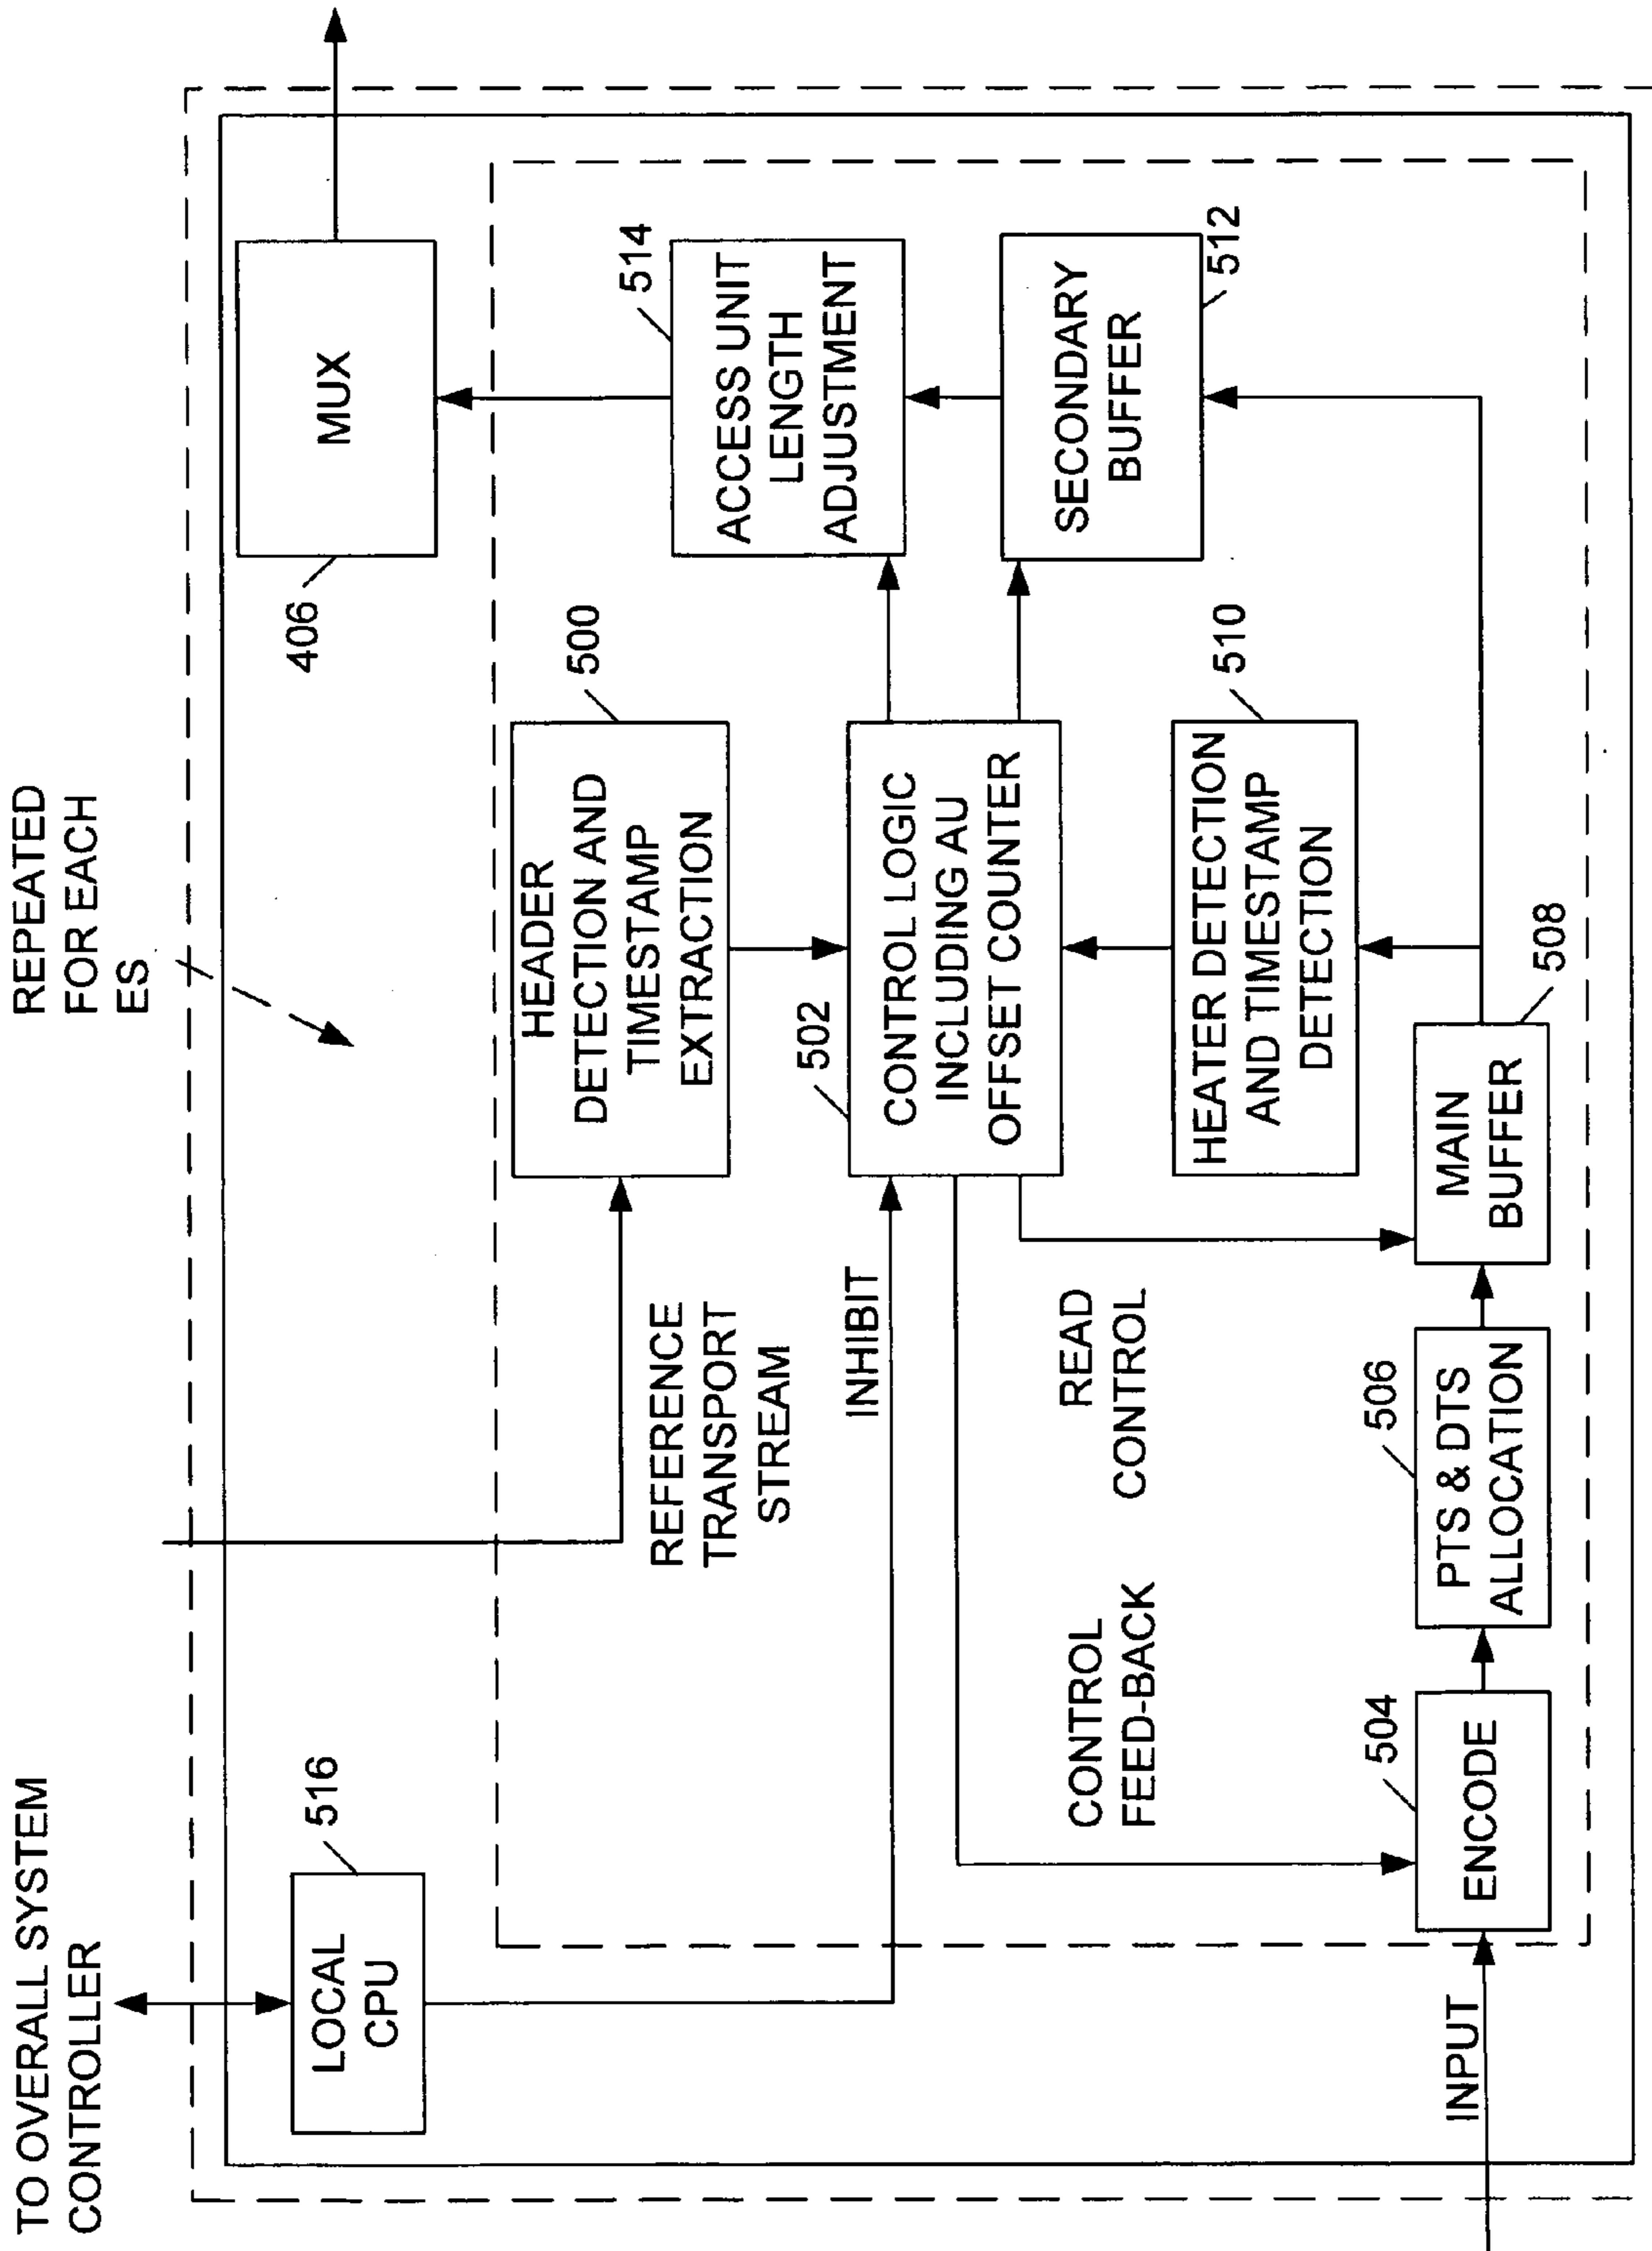 REPEATED
FOR EACH
ES
TO OVERALL SYSTEM
CONTROLLER
LOCAL
CPU
516
MUX
406
REFERENCE
TRANSPORT
STREAM
HEADER
DETECTION AND
TIMESTAMP
EXTRACTION
500
ACCESS UNIT
LENGTH
ADJUSTMENT
514
INHIBIT
CONTROL LOGIC
INCLUDING AU
OFFSET COUNTER
502
SECONDARY
BUFFER
512
CONTROL
FEED-BACK
READ
CONTROL
HEATER DETECTION
AND TIMESTAMP
DETECTION
510
INPUT
ENCODE
504
PTS & DTS
ALLOCATION
506
MAIN
BUFFER
508